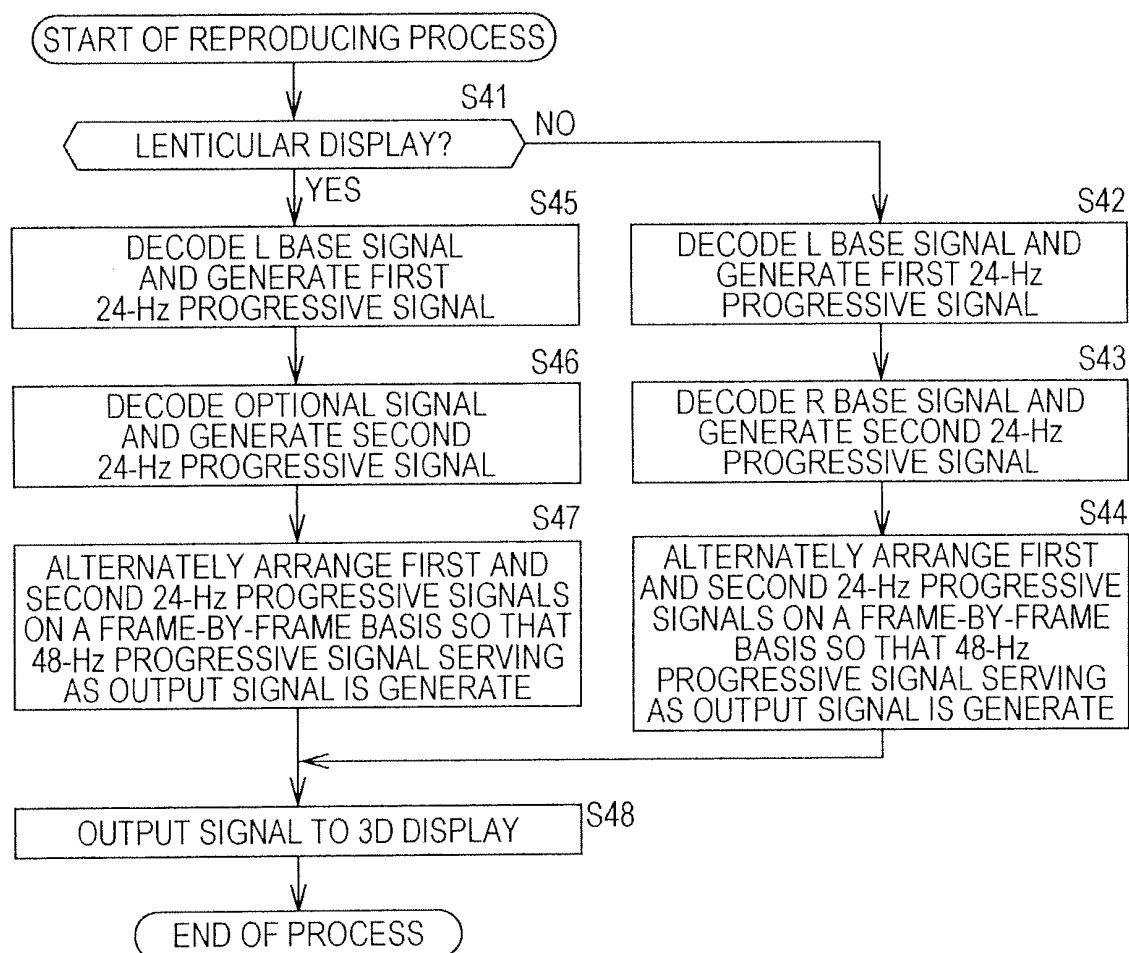 START OF REPRODUCING PROCESS
S41
LENTICULAR DISPLAY?
NO
YES
S45
DECODE L BASE SIGNAL
AND GENERATE FIRST
24-Hz PROGRESSIVE SIGNAL
S42
DECODE L BASE SIGNAL AND
GENERATE FIRST 24-Hz
PROGRESSIVE SIGNAL
S46
DECODE OPTIONAL SIGNAL
AND GENERATE SECOND
24-Hz PROGRESSIVE SIGNAL
S43
DECODE R BASE SIGNAL AND
GENERATE SECOND 24-Hz
PROGRESSIVE SIGNAL
S47
ALTERNATELY ARRANGE FIRST AND
SECOND 24-Hz PROGRESSIVE SIGNALS
ON A FRAME-BY-FRAME BASIS SO THAT
48-Hz PROGRESSIVE SIGNAL SERVING
AS OUTPUT SIGNAL IS GENERATE
S44
ALTERNATELY ARRANGE FIRST
AND SECOND 24-Hz PROGRESSIVE
SIGNALS ON A FRAME-BY-FRAME
BASIS SO THAT 48-Hz
PROGRESSIVE SIGNAL SERVING
AS OUTPUT SIGNAL IS GENERATE
OUTPUT SIGNAL TO 3D DISPLAY
S48
END OF PROCESS